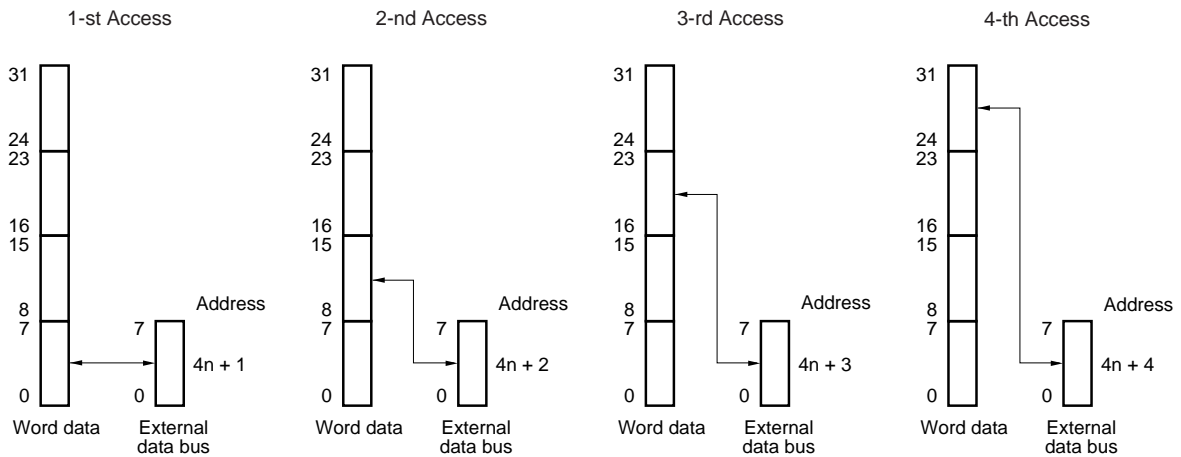 1-st Access
31
24
23
16
15
8
7
0
Address
7
4n + 1
0
Word data
External
data bus
2-nd Access
31
24
23
16
15
8
7
0
Address
7
4n + 2
0
Word data
External
data bus
3-rd Access
31
24
23
16
15
8
7
0
Address
7
4n + 3
0
Word data
External
data bus
4-th Access
31
24
23
16
15
8
7
0
Address
7
4n + 4
0
Word data
External
data bus